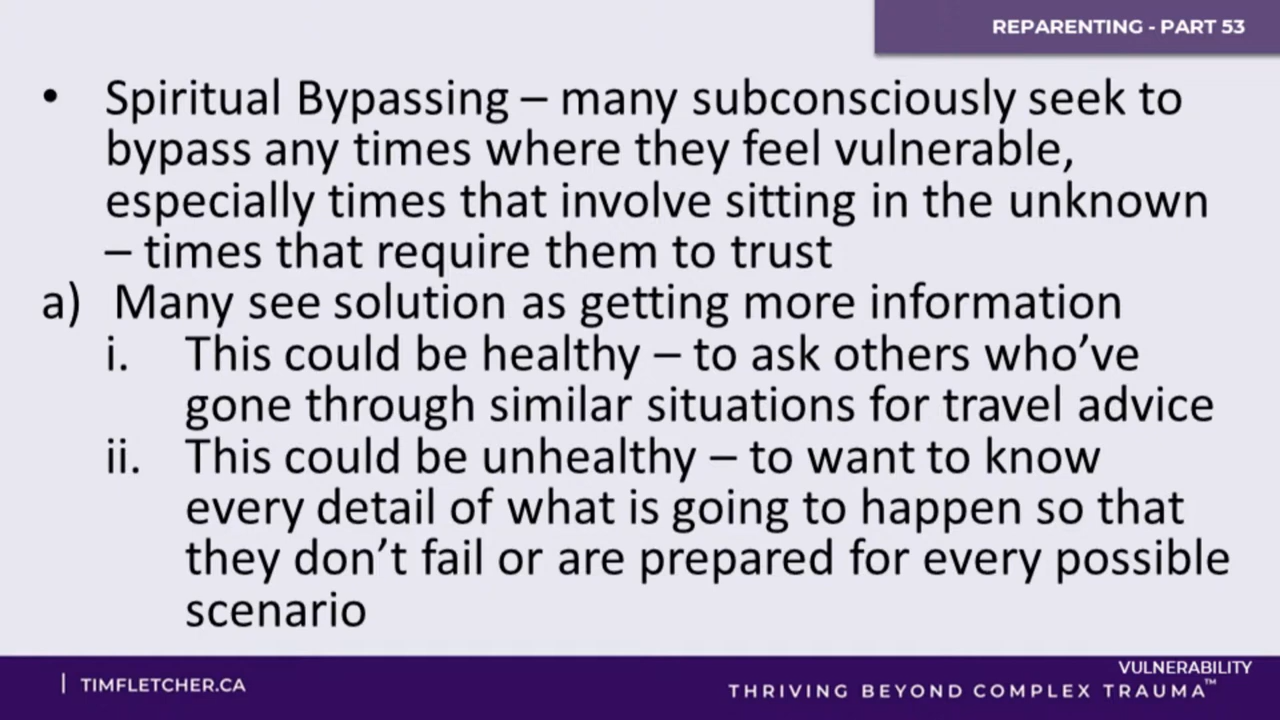 REPARENTING - PART 53
• Spiritual Bypassing – many subconsciously seek to
bypass any times where they feel vulnerable,
especially times that involve sitting in the unknown
– times that require them to trust
a) Many see solution as getting more information
i. This could be healthy – to ask others who’ve
gone through similar situations for travel advice
ii. This could be unhealthy – to want to know
every detail of what is going to happen so that
they don’t fail or are prepared for every possible
scenario
| TIMFLETCHER.CA
VULNERABILITY
THRIVING BEYOND COMPLEX TRAUMA™